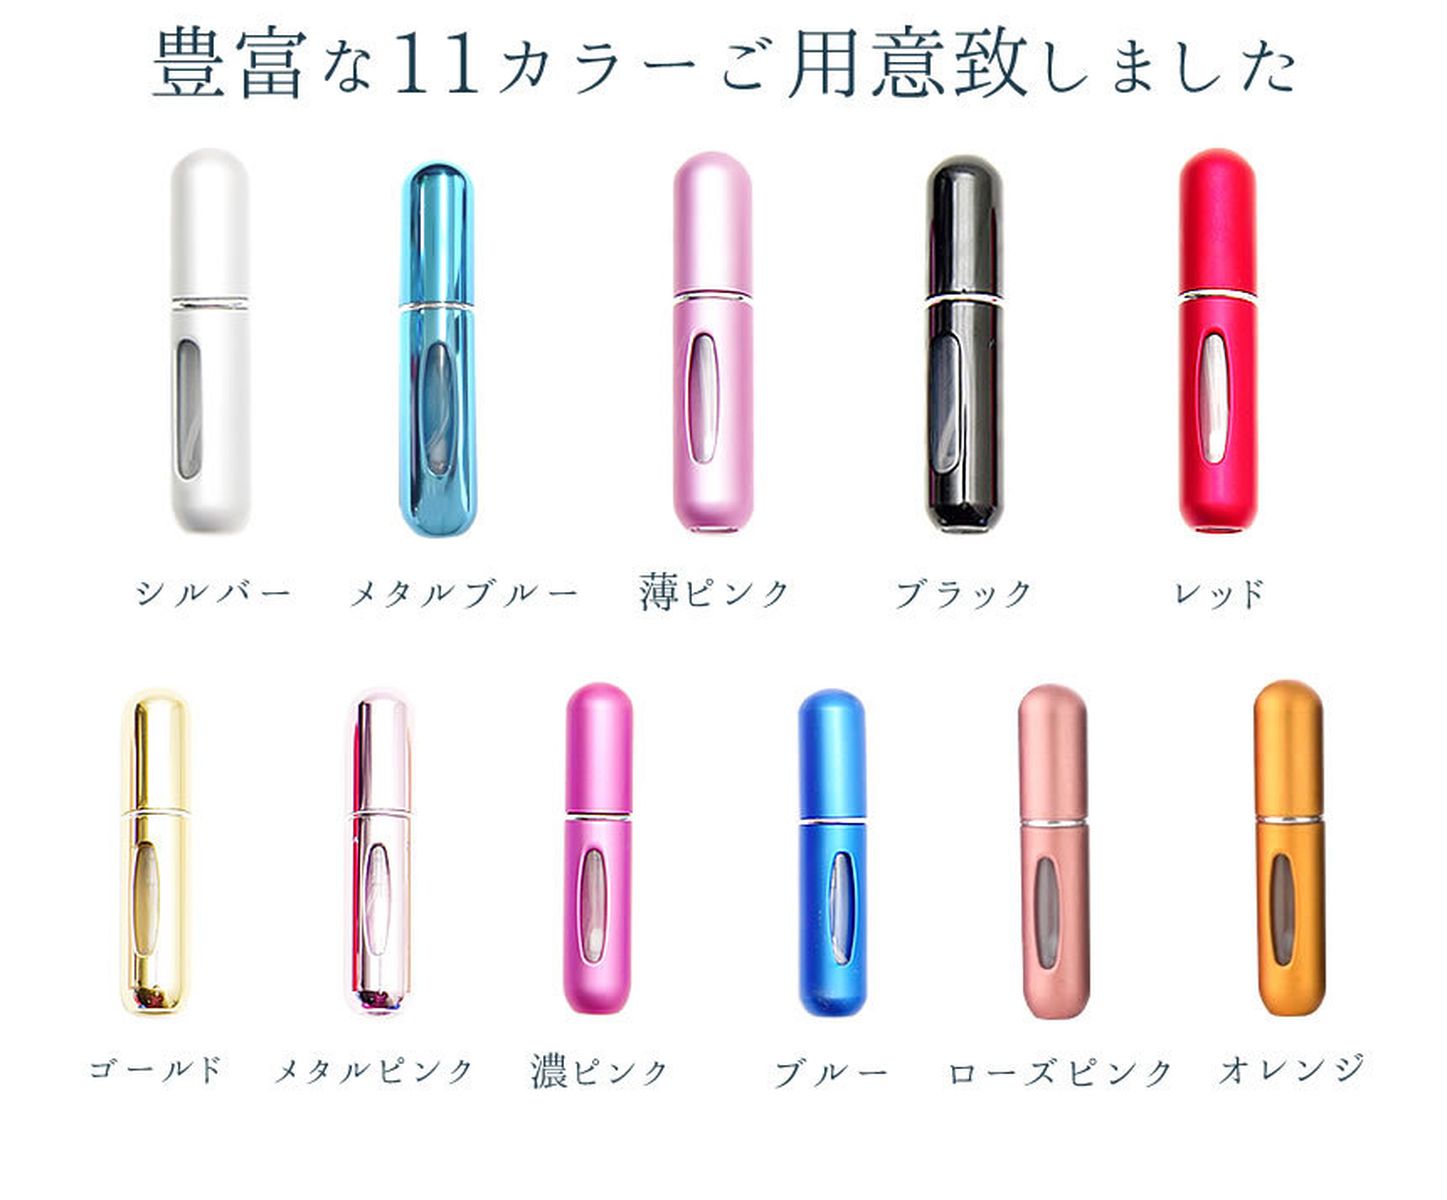 豊富な11カラーご用意致しました
シルバー メタルブルー 薄ピンク ブラック レッド
ゴールド メタルピンク 濃ピンク ブルー ローズピンク オレンジ